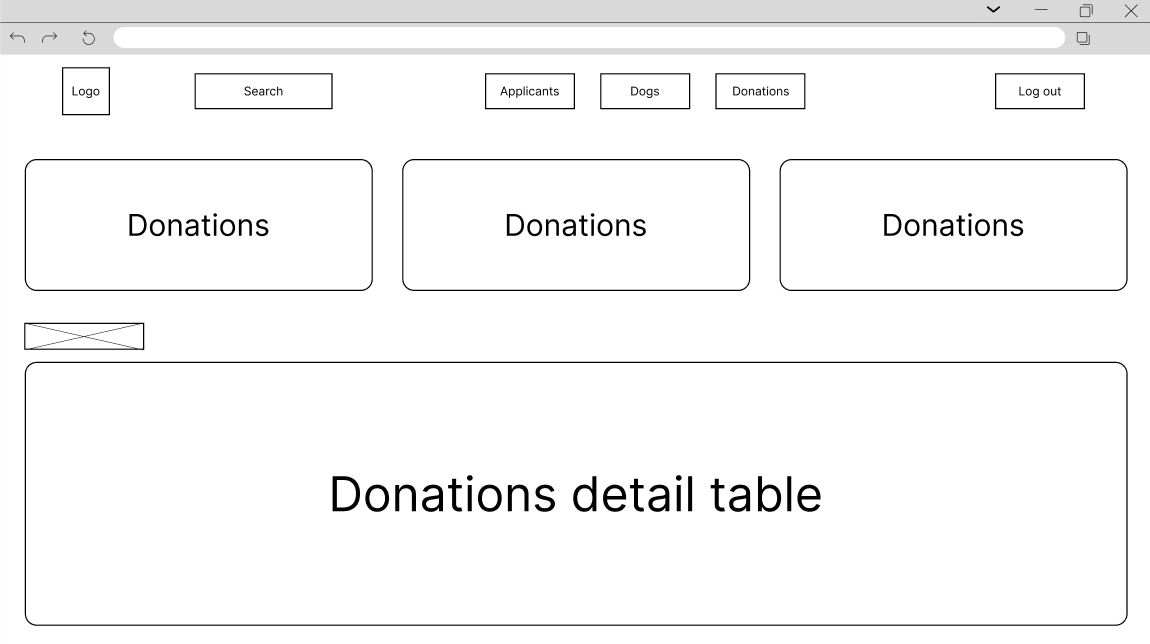 Logo
Search
Applicants
Dogs
Donations
Log out
Donations
Donations
Donations
Donations detail table